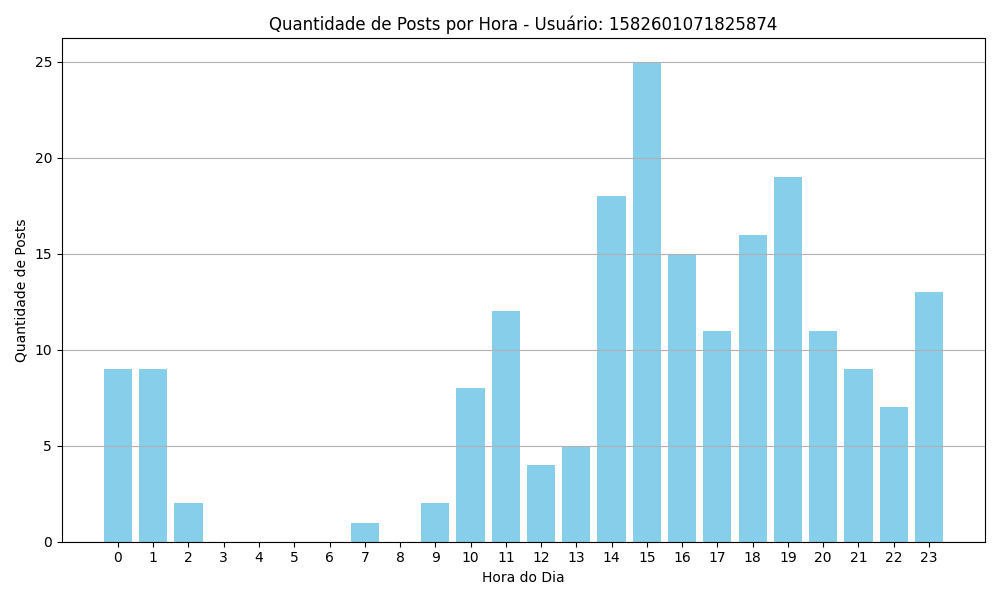 Quantidade de Posts por Hora - Usuário: 1582601071825874
Quantidade de Posts
25
20
15
10
5
0
0 1 2 3 4 5 6 7 8 9 10 11 12 13 14 15 16 17 18 19 20 21 22 23
Hora do Dia